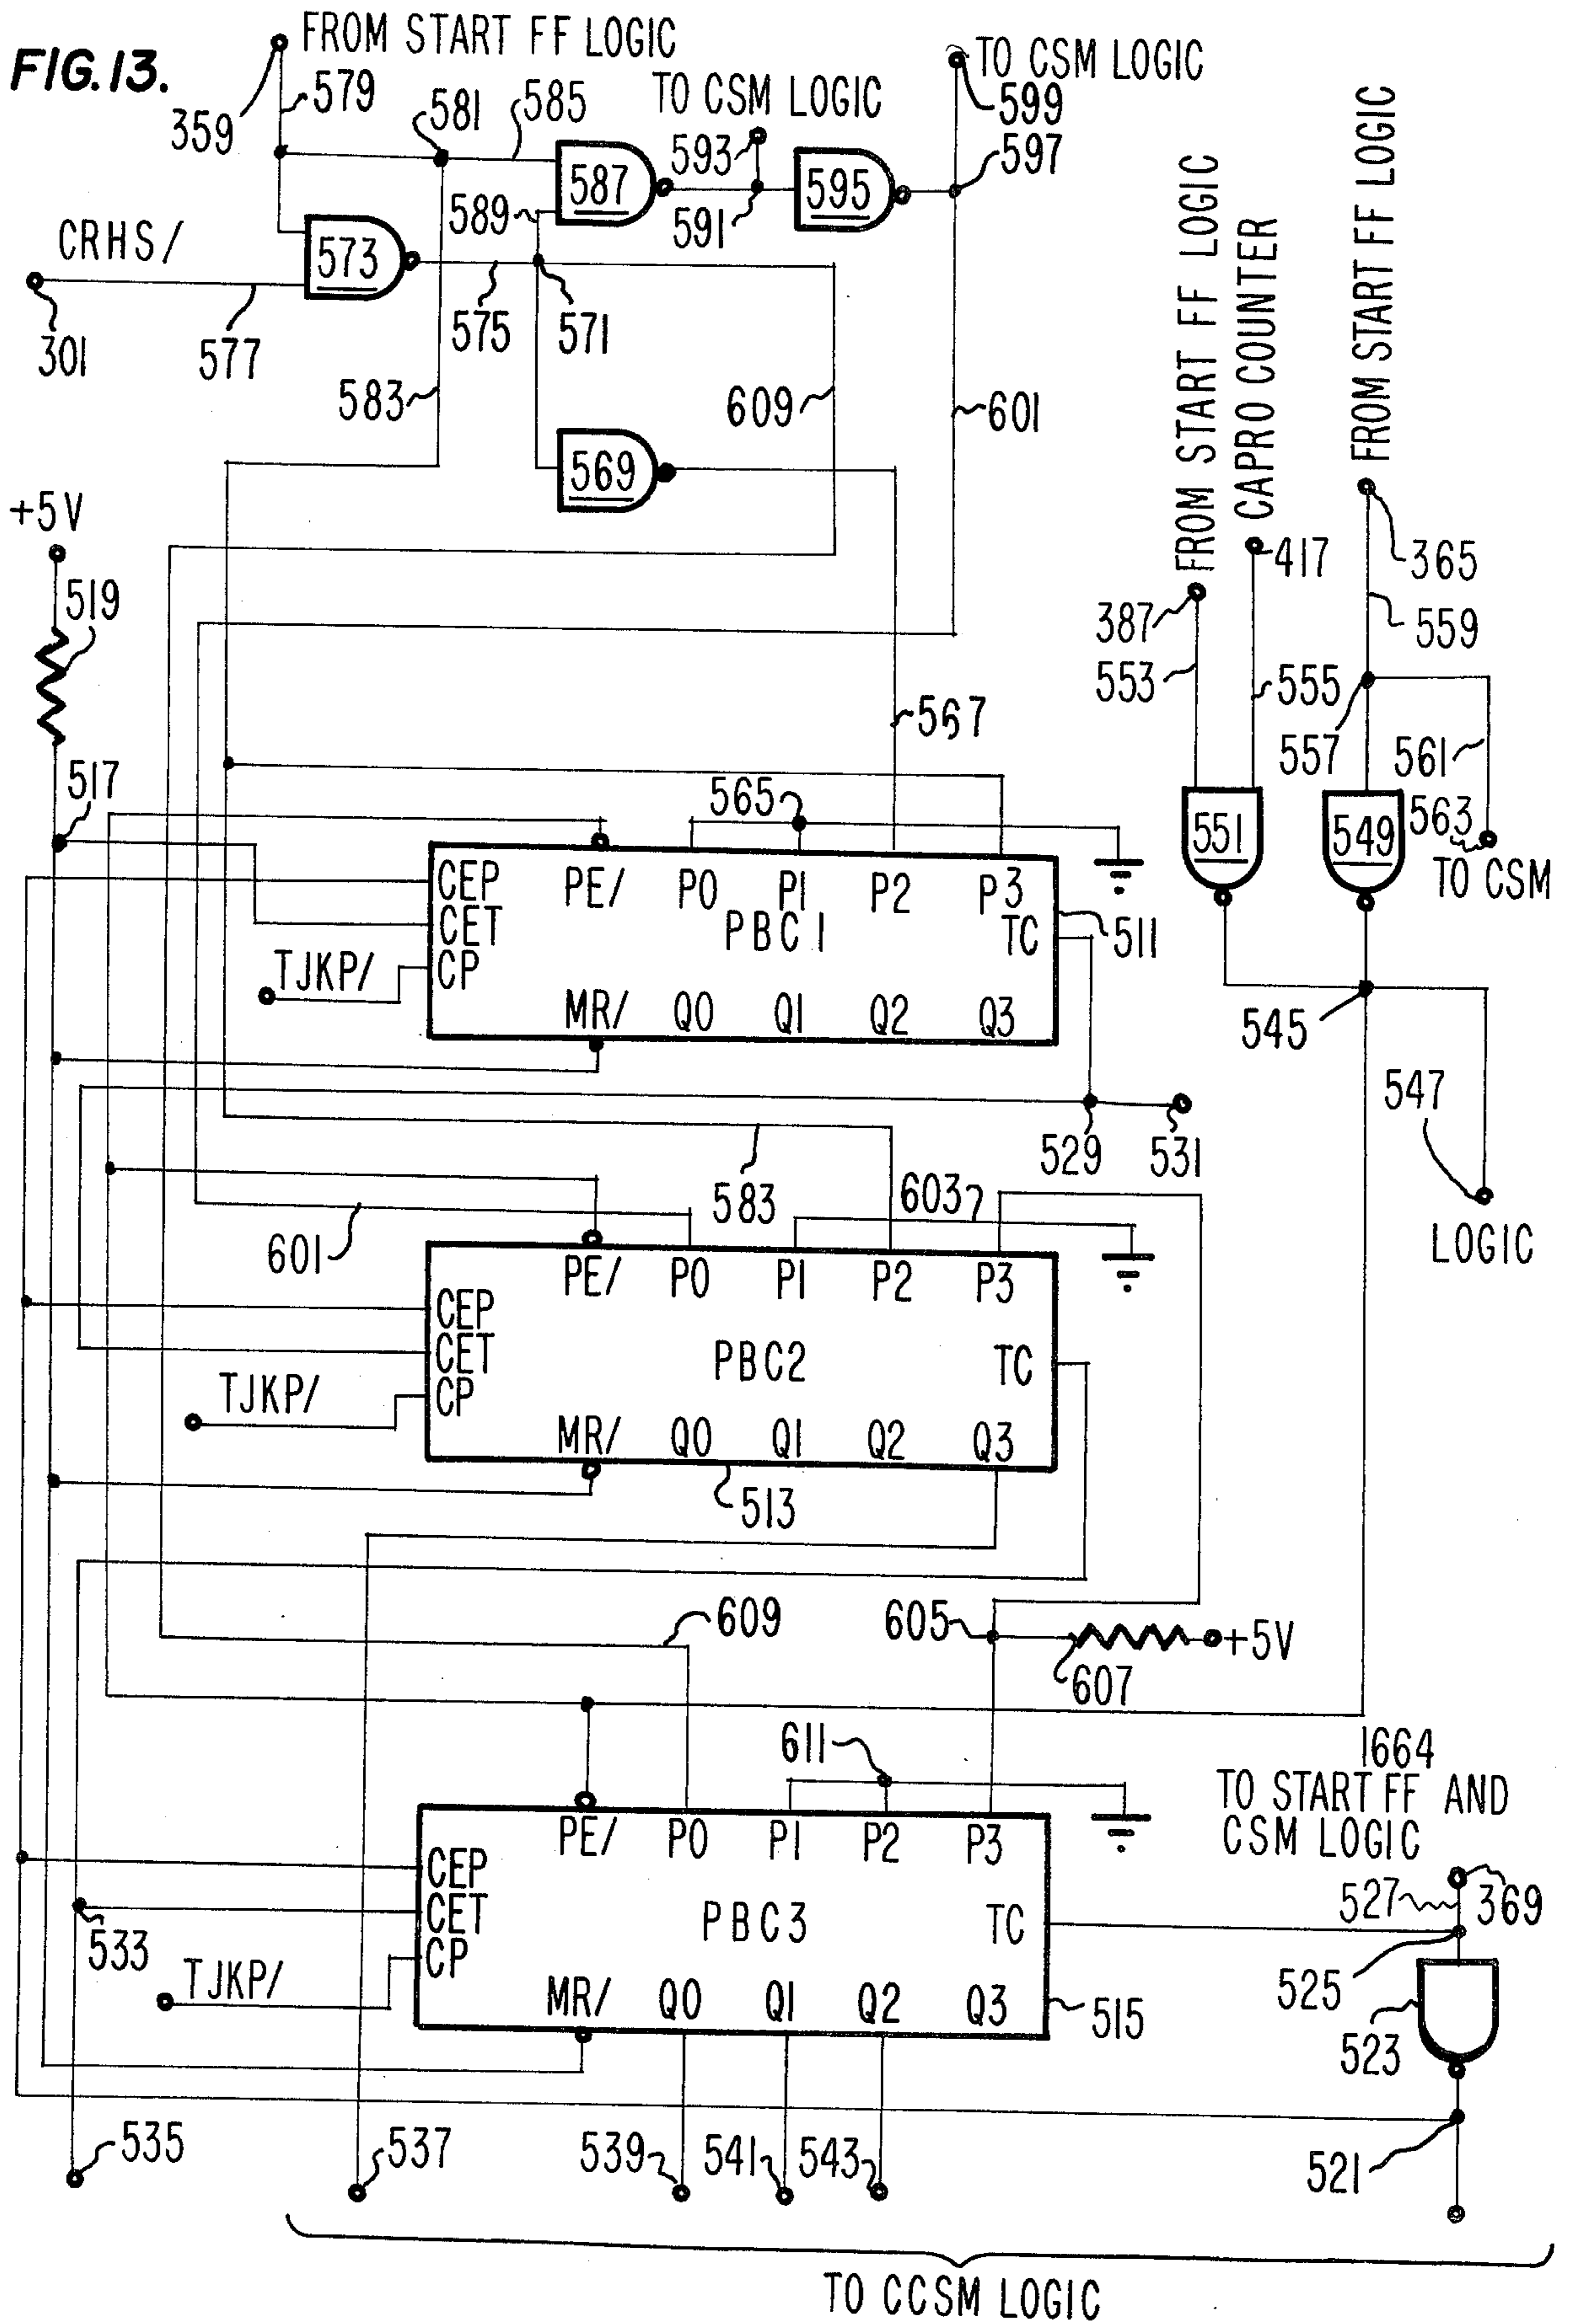 FIG. 13.
FROM START FF LOGIC
579
359
581
585
TO CSM LOGIC
593
TO CSM LOGIC
599
597
587
595
589
591
CRHS/
573
301
577
575
571
583
609
601
569
FROM START FF LOGIC
CAPRO COUNTER
FROM START FF LOGIC
+5V
519
417
365
387
559
553
555
567
557
561
517
565
551
549
563
TO CSM
CEP
PE/
P0
P1
P2
P3
CET
PBC1
TC
511
TJKP/
CP
MR/
Q0
Q1
Q2
Q3
545
547
529
531
583
603
601
LOGIC
PE/
P0
P1
P2
P3
CEP
CET
PBC2
TC
TJKP/
CP
MR/
Q0
Q1
Q2
Q3
513
609
605
+5V
607
611
1664
TO START FF AND
CSM LOGIC
PE/
P0
P1
P2
P3
CEP
527
369
CET
PBC3
TC
533
CP
TJKP/
525
MR/
Q0
Q1
Q2
Q3
515
523
535
537
539
541
543
521
TO CCSM LOGIC